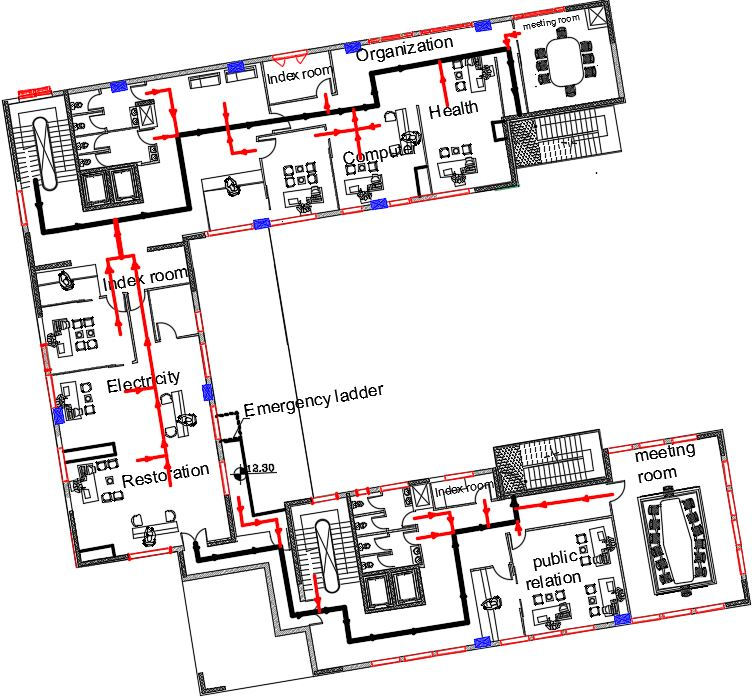 meeting room
Organization
Index room
Health
Computer
Index room
Electricity
Emergency ladder
12.30
Restoration
meeting
room
Index room
public
relation